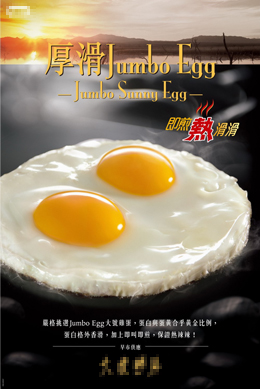 厚滑Jumbo Egg
Jumbo Sunny Egg
即煎熱滑滑
嚴格挑選Jumbo Egg大隻雞蛋，蛋白與蛋黃合乎黃金比例，
蛋白格外香滑，加上即叫即煎，保證熱辣辣！
早市供應